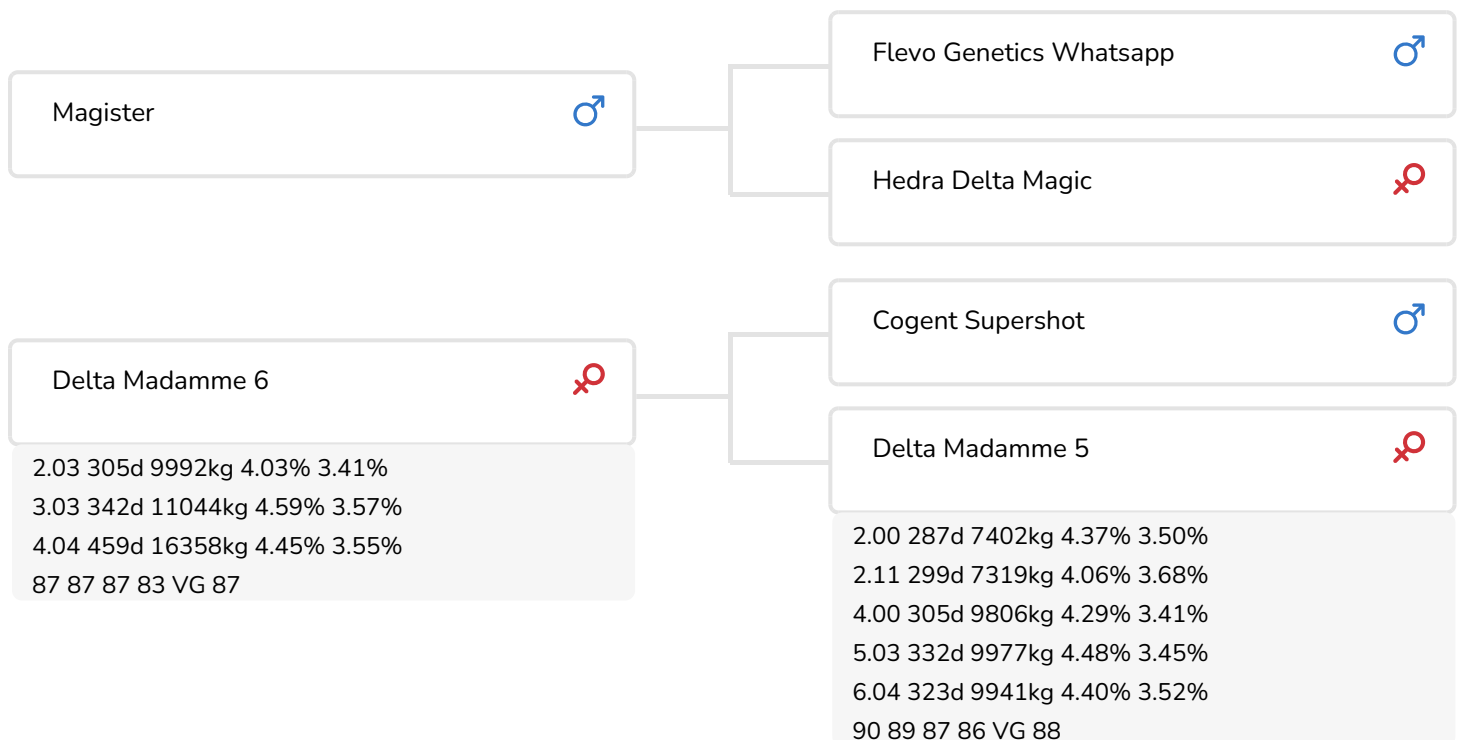 Magister
Flevo Genetics Whatsapp
Hedra Delta Magic
Delta Madamme 6
2.03 305d 9992kg 4.03% 3.41%
3.03 342d 11044kg 4.59% 3.57%
4.04 459d 16358kg 4.45% 3.55%
87 87 87 83 VG 87
Cogent Supershot
Delta Madamme 5
2.00 287d 7402kg 4.37% 3.50%
2.11 299d 7319kg 4.06% 3.68%
4.00 305d 9806kg 4.29% 3.41%
5.03 332d 9977kg 4.48% 3.45%
6.04 323d 9941kg 4.40% 3.52%
90 89 87 86 VG 88